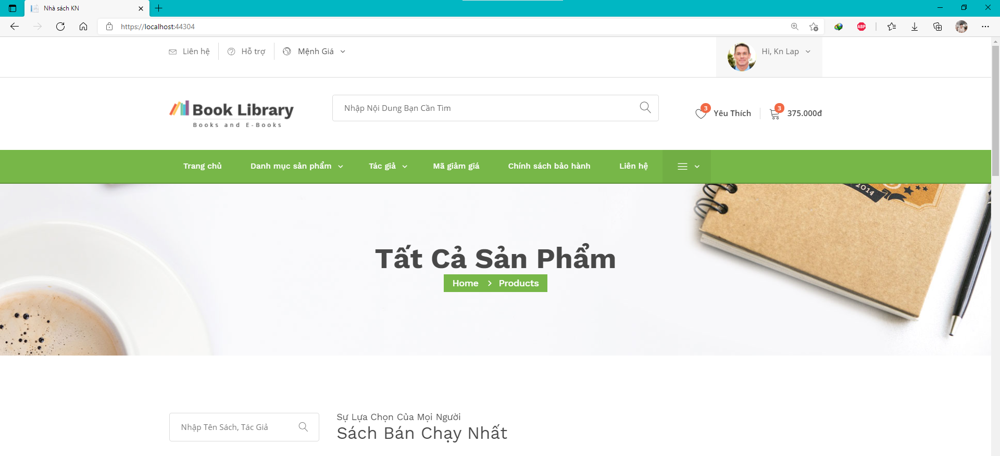 Nhà sách KN
https://localhost:44304
ABP
Liên hệ
Hỗ trợ
Mệnh Giá
Hi, Kn Lap
Book Library
Books and E-Books
Nhập Nội Dung Bạn Cần Tìm
3
Yêu Thích
3
375.000đ
Trang chủ
Danh mục sản phẩm
Tác giả
Mã giảm giá
Chính sách bảo hành
Liên hệ
2014
Tất Cả Sản Phẩm
Home > Products
Nhập Tên Sách, Tác Giả
Sự Lựa Chọn Của Mọi Người
Sách Bán Chạy Nhất